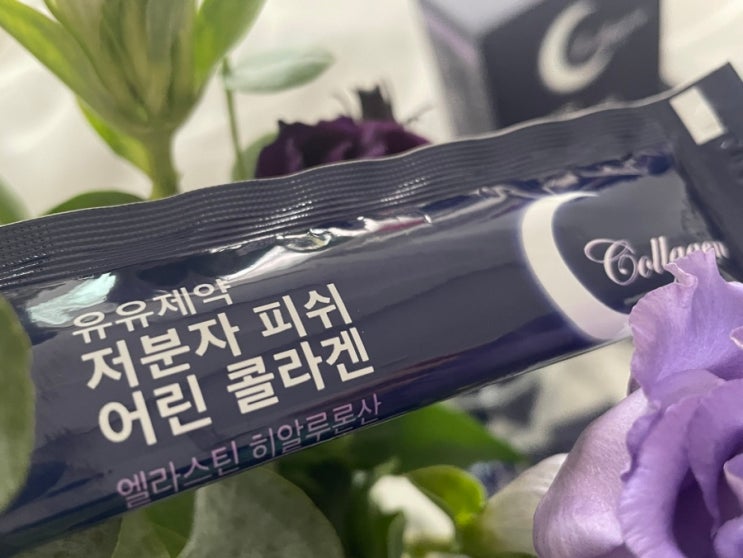 유유제약
저분자 피쉬
어린 콜라겐
엘라스틴 히알루론산
Collagen